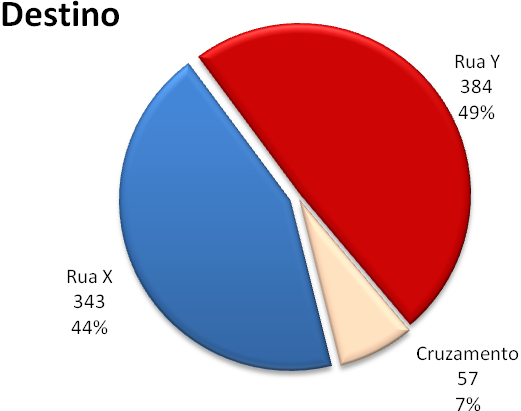 Destino
Rua Y
384
49%
Rua X
343
44%
Cruzamento
57
7%